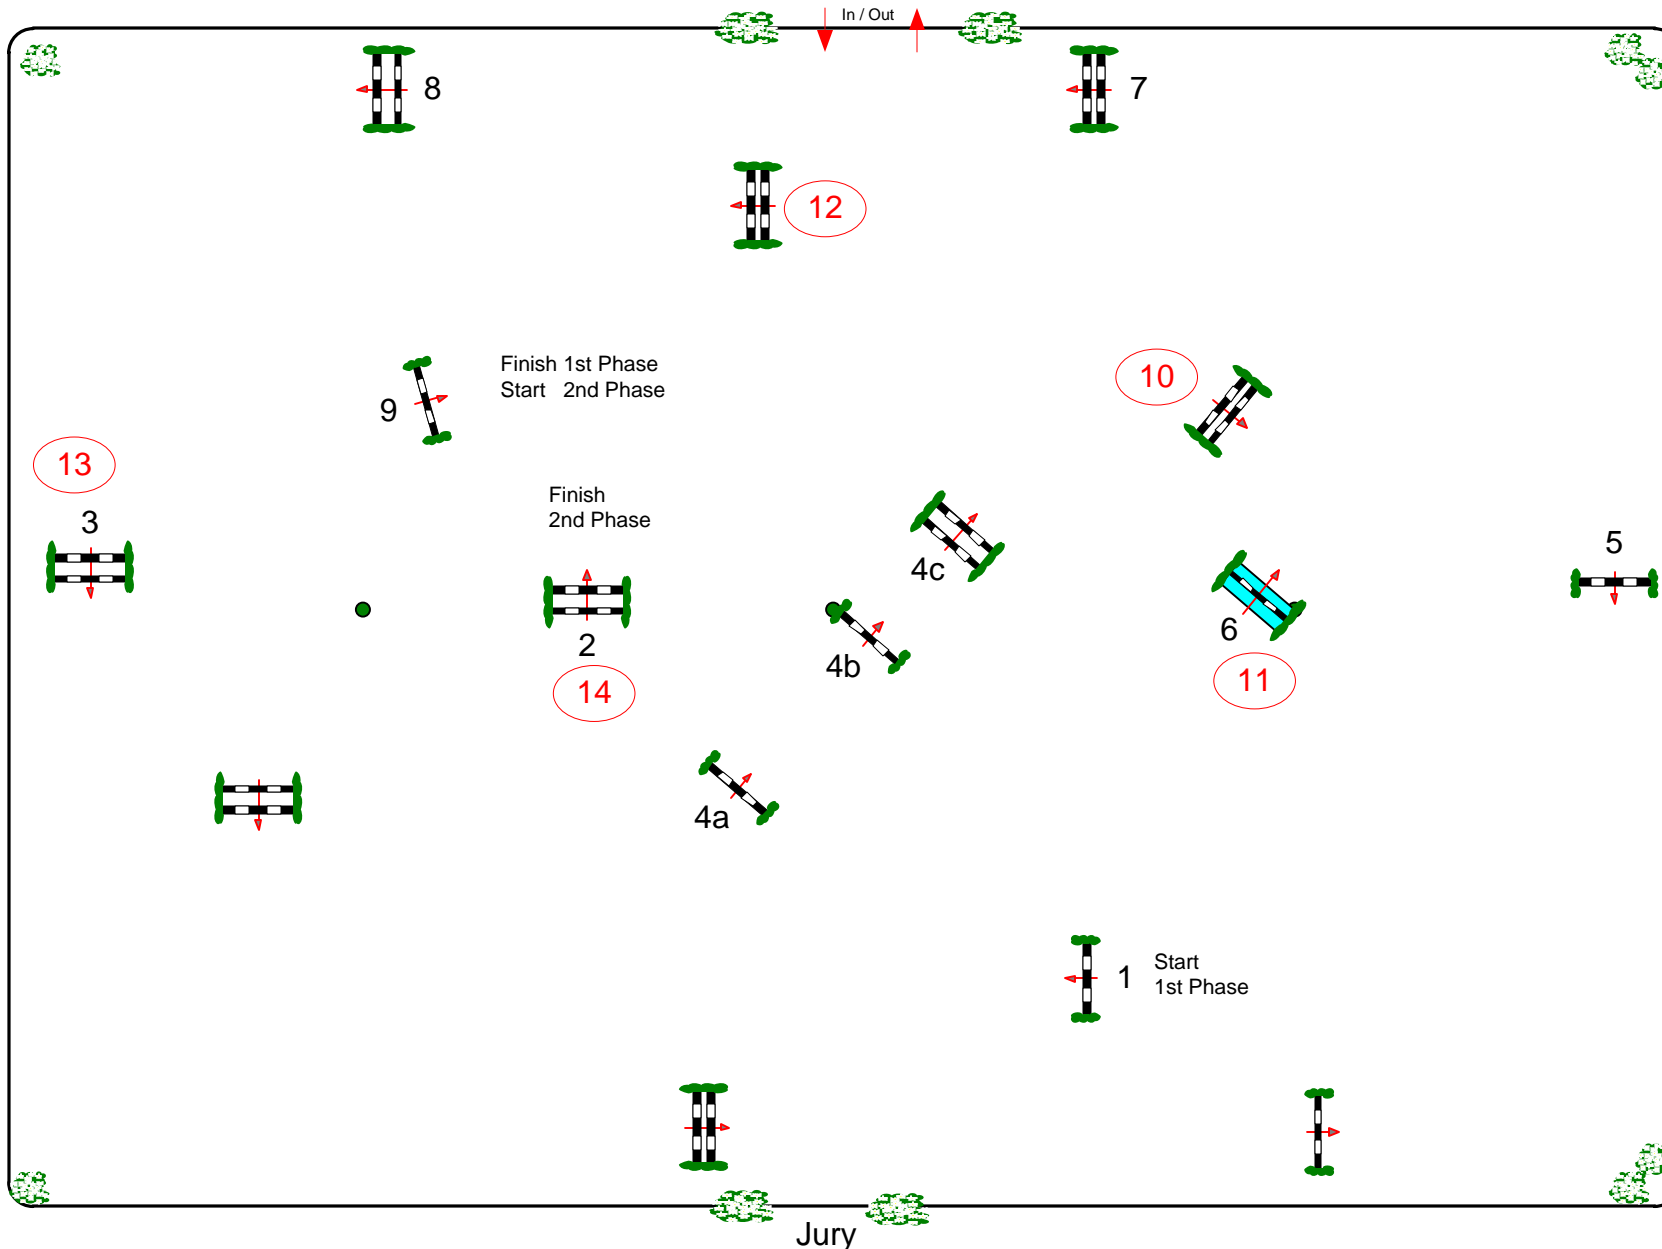 In / Out
8
7
12
Finish 1st Phase
Start 2nd Phase
9
10
13
Finish
2nd Phase
3
5
4c
2
6
4b
14
11
4a
1
Start
1st Phase
Jury